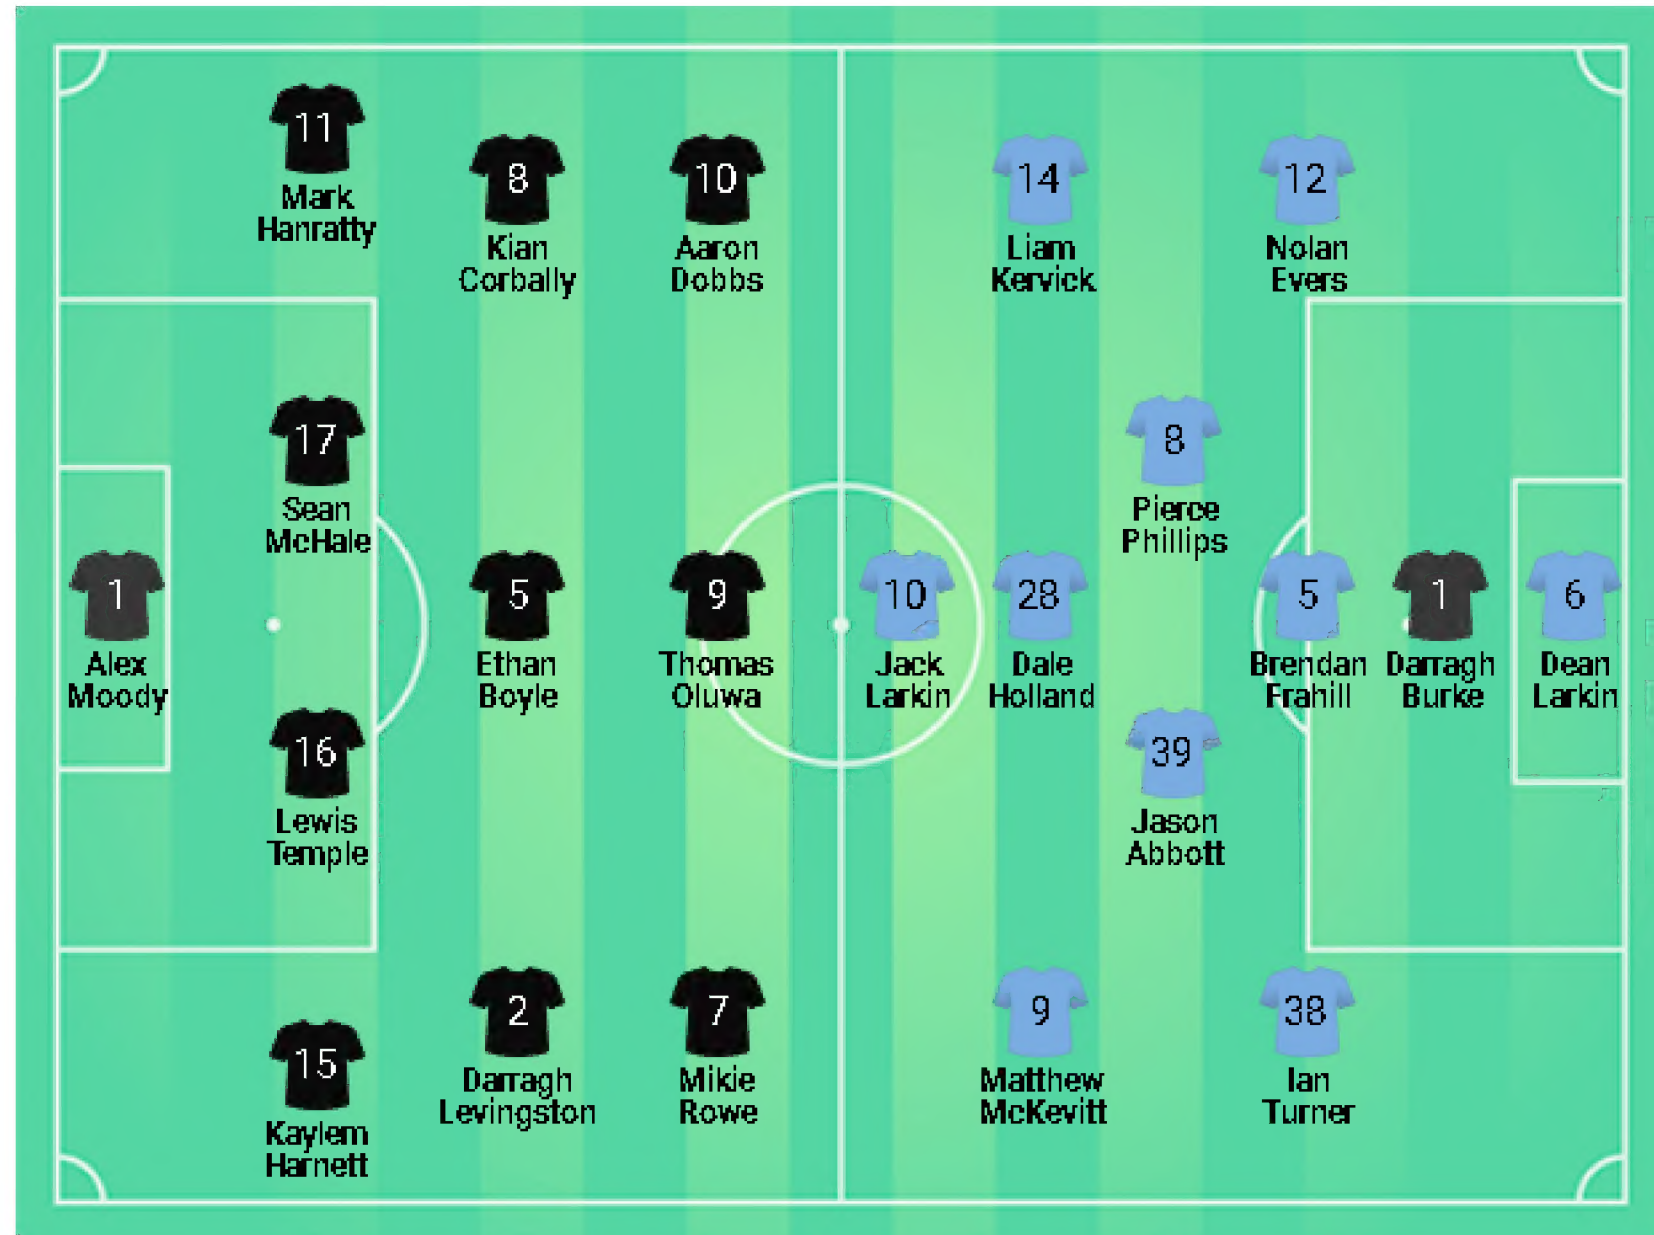 11
Mark
Hanratty
8
Kian
Corbally
10
Aaron
Dobbs
14
Liam
Kervick
12
Nolan
Evers
17
Sean
McHale
8
Pierce
Phillips
1
Alex
Moody
5
Ethan
Boyle
9
Thomas
Oluwa
10
Jack
Larkin
28
Dale
Holland
5
Brendan
Frahill
1
Darragh
Burke
6
Dean
Larkin
16
Lewis
Temple
39
Jason
Abbott
15
Kaylem
Harnett
2
Darragh
Levingston
7
Mikie
Rowe
9
Matthew
McKevitt
38
Ian
Turner